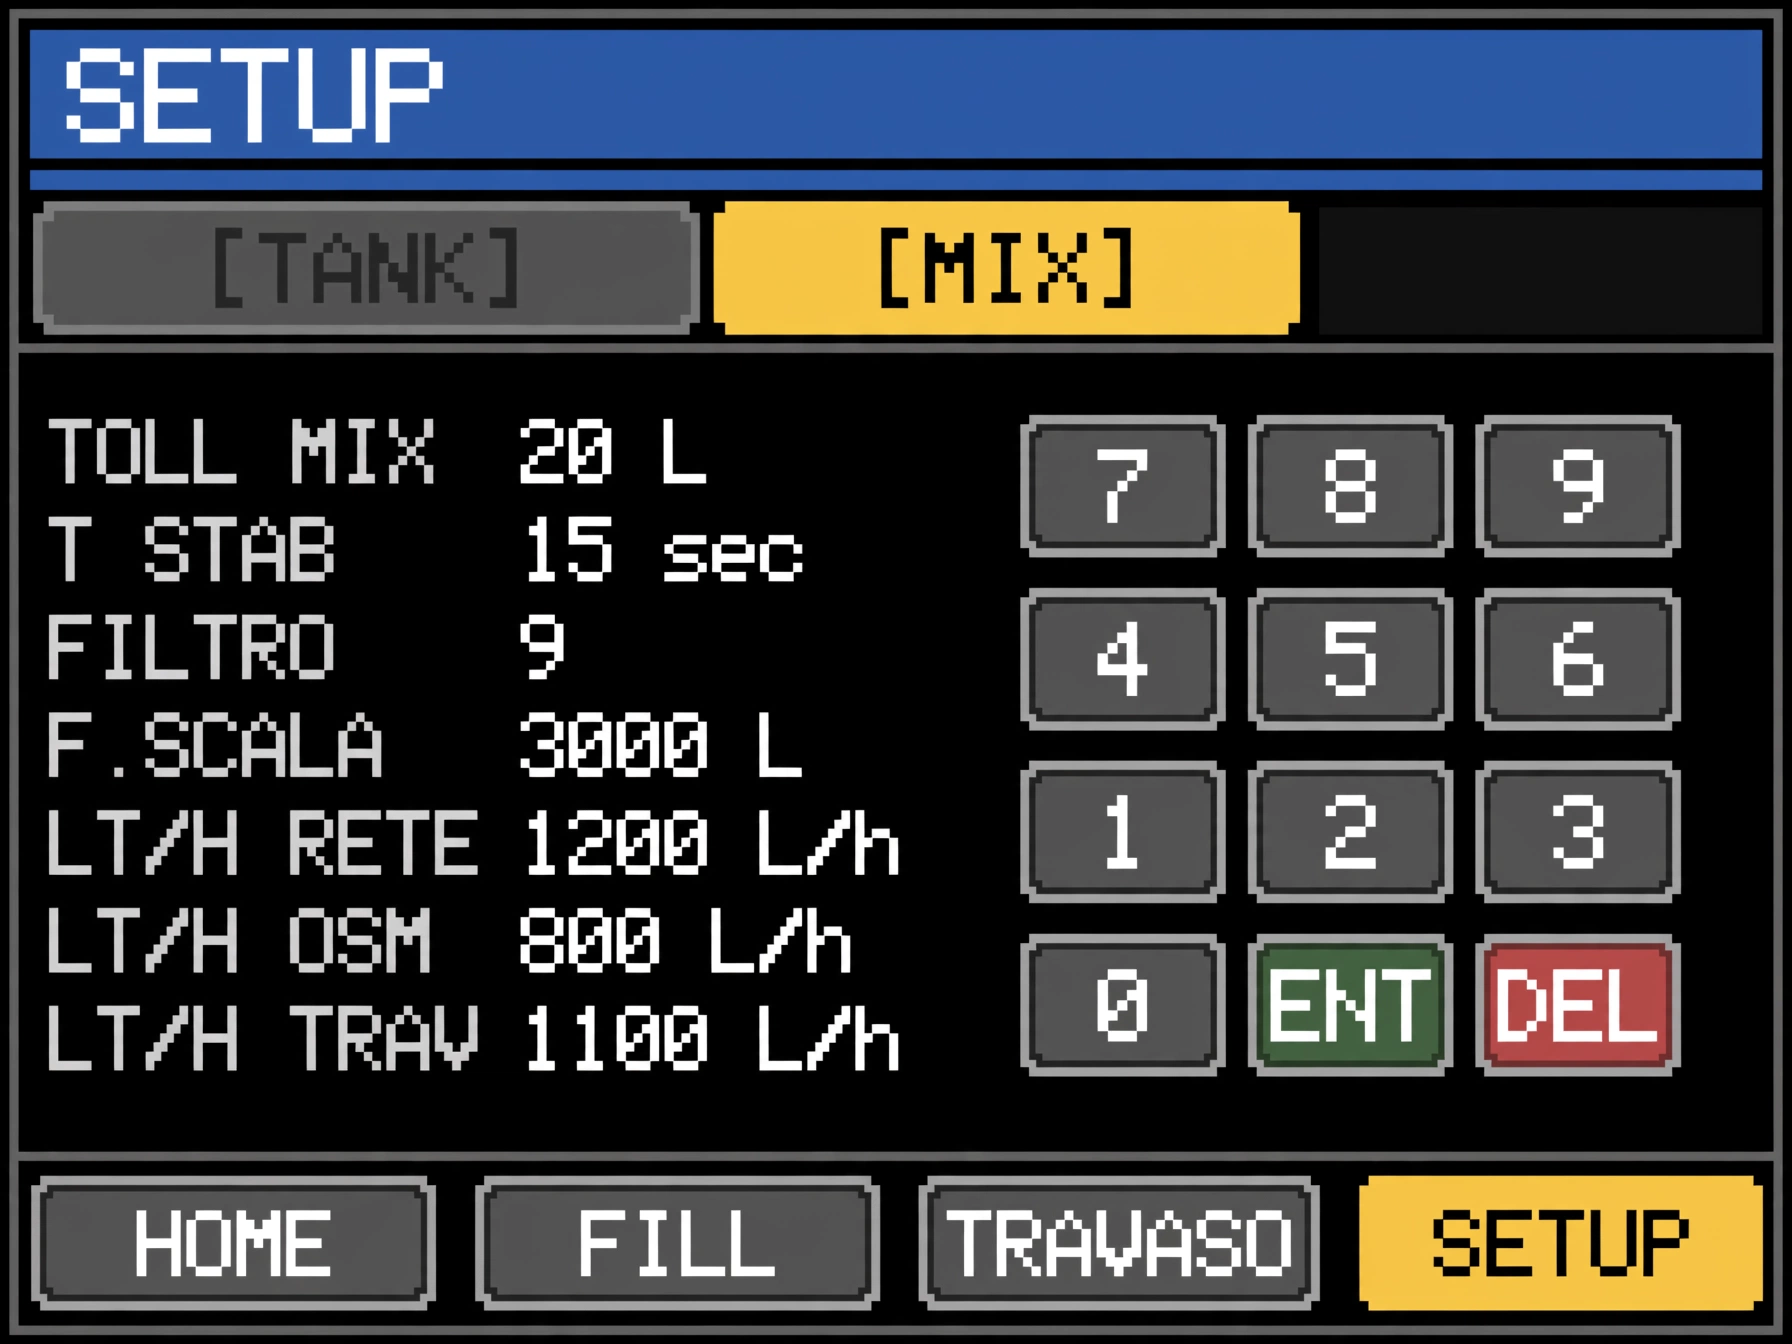 SETUP
[TANK] [MIX]
TOLL MIX 20 L
T STAB 15 sec
FILTRO 9
F.SCALA 3000 L
LT/H RETE 1200 L/h
LT/H OSM 800 L/h
LT/H TRAV 1100 L/h
7 8 9
4 5 6
1 2 3
0 ENT DEL
HOME FILL TRAVASO SETUP